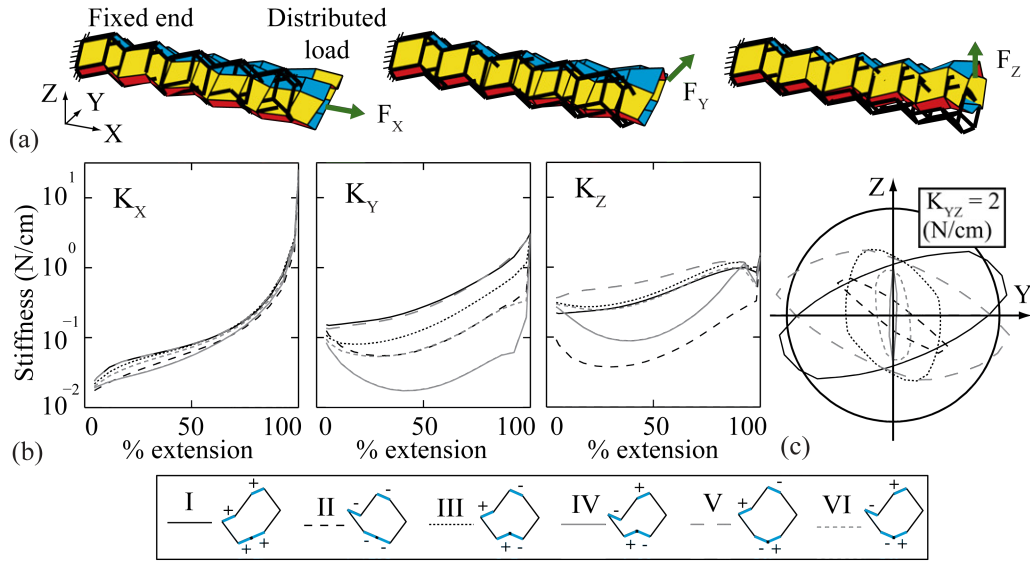 Fixed end
Distributed
load
Z
Y
X
F_X
F_Y
F_Z
(a)
Stiffness (N/cm)
10^1
10^0
10^-1
10^-1
10^-2
K_X
K_Y
K_Z
0 50 100
0 50 100
0 50 100
% extension
% extension
% extension
(b)
Z
K_YZ = 2
(N/cm)
Y
(c)
I + + + +
II - - - -
III + - + -
IV - + + -
V + - - +
VI - + - +